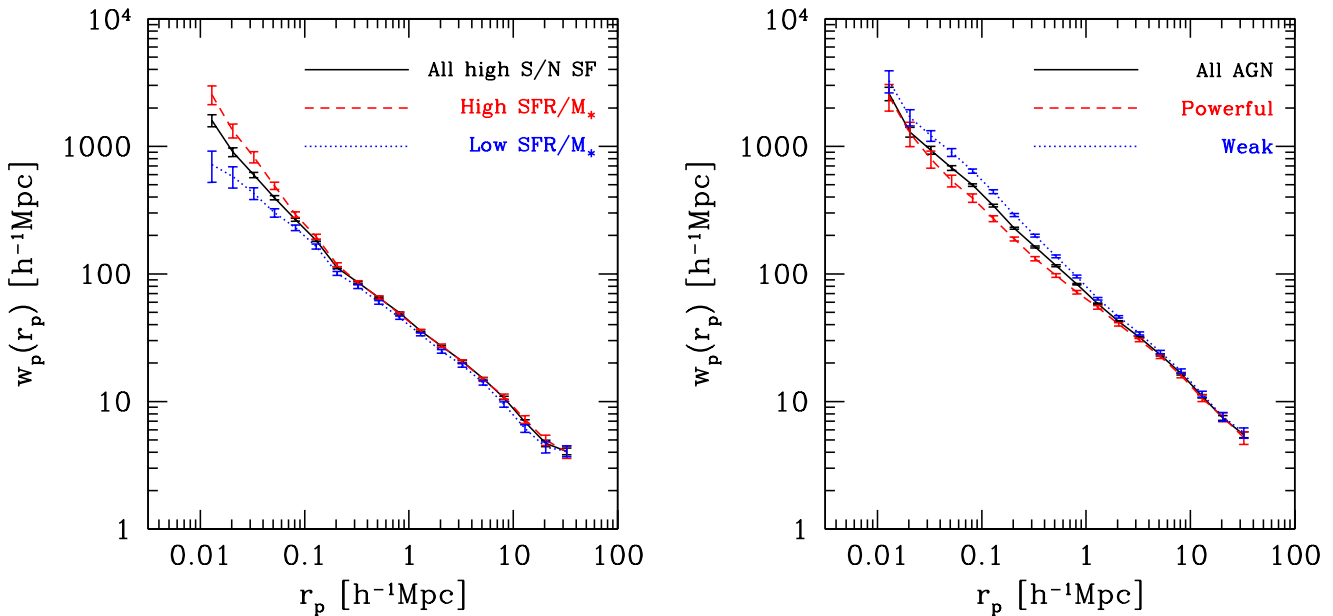 10⁴
1000
100
10
1
0.01 0.1 1 10 100
r_p [h⁻¹Mpc]
w_p(r_p) [h⁻¹Mpc]
All high S/N SF
High SFR/M_*
Low SFR/M_*
10⁴
1000
100
10
1
0.01 0.1 1 10 100
r_p [h⁻¹Mpc]
w_p(r_p) [h⁻¹Mpc]
All AGN
Powerful
Weak